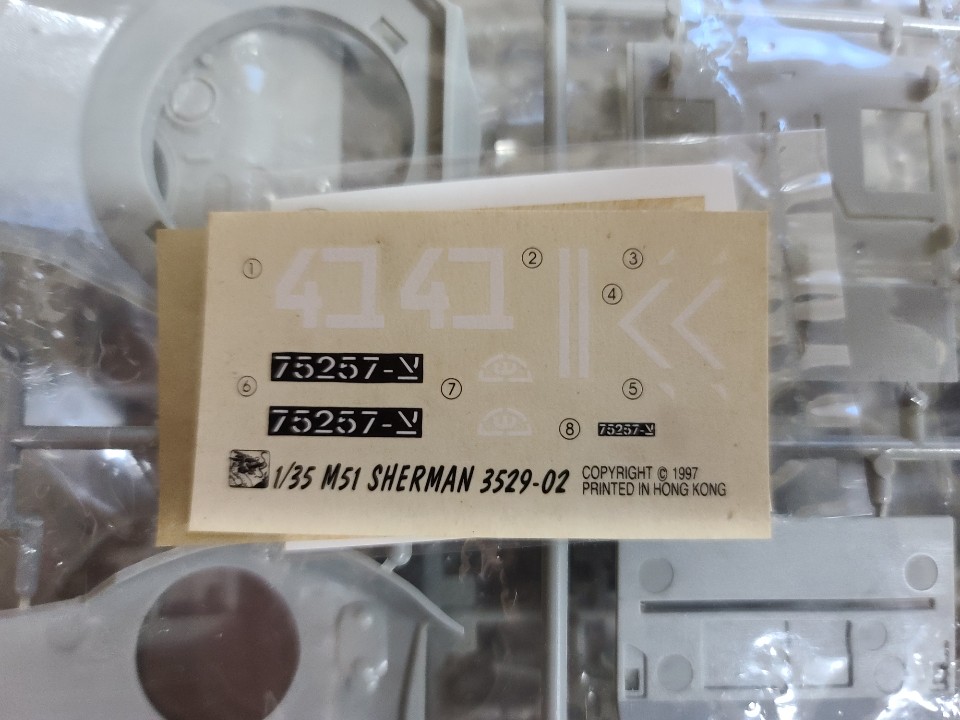 ① 4ב 4ב ② ③
④
75257-צ
⑥ ⑦ ⑤
75257-צ ⑧ 75257-צ
1/35 M51 SHERMAN 3529-02 COPYRIGHT © 1997
PRINTED IN HONG KONG